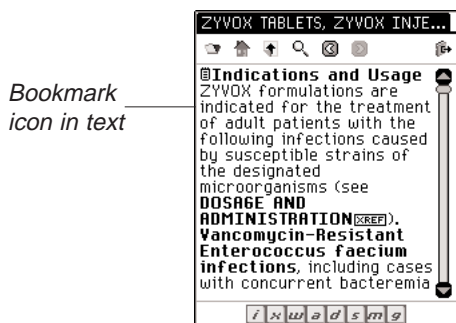 ZYVOX TABLETS, ZYVOX INJE...
Bookmark
icon in text
Indications and Usage
ZYVOX formulations are
indicated for the treatment
of adult patients with the
following infections caused
by susceptible strains of
the designated
microorganisms (see
DOSAGE AND
ADMINISTRATION XREF).
Vancomycin-Resistant
Enterococcus faecium
infections, including cases
with concurrent bacteremia
i x w a d s m g